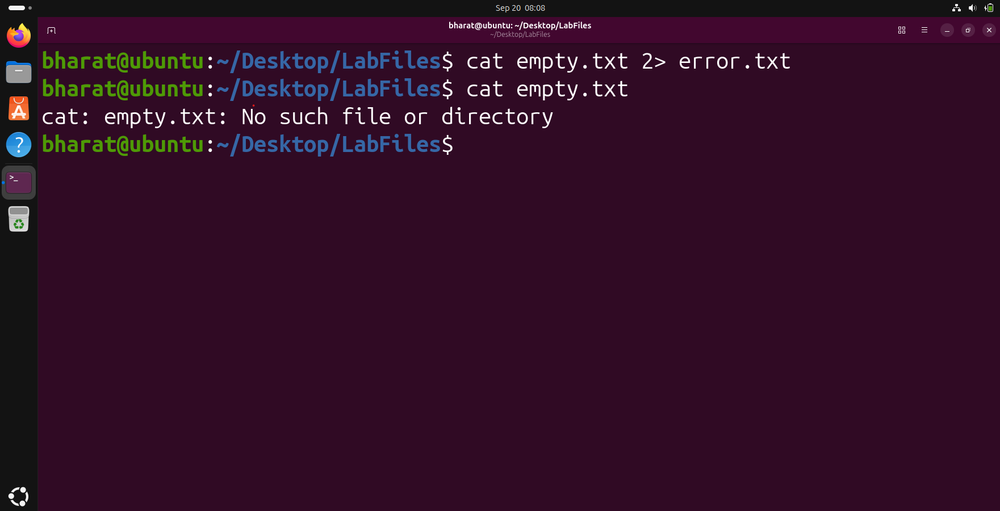 Sep 20 08:08
bharat@ubuntu: ~/Desktop/LabFiles
~/Desktop/LabFiles
bharat@ubuntu:~/Desktop/LabFiles$ cat empty.txt 2> error.txt
bharat@ubuntu:~/Desktop/LabFiles$ cat empty.txt
cat: empty.txt: No such file or directory
bharat@ubuntu:~/Desktop/LabFiles$